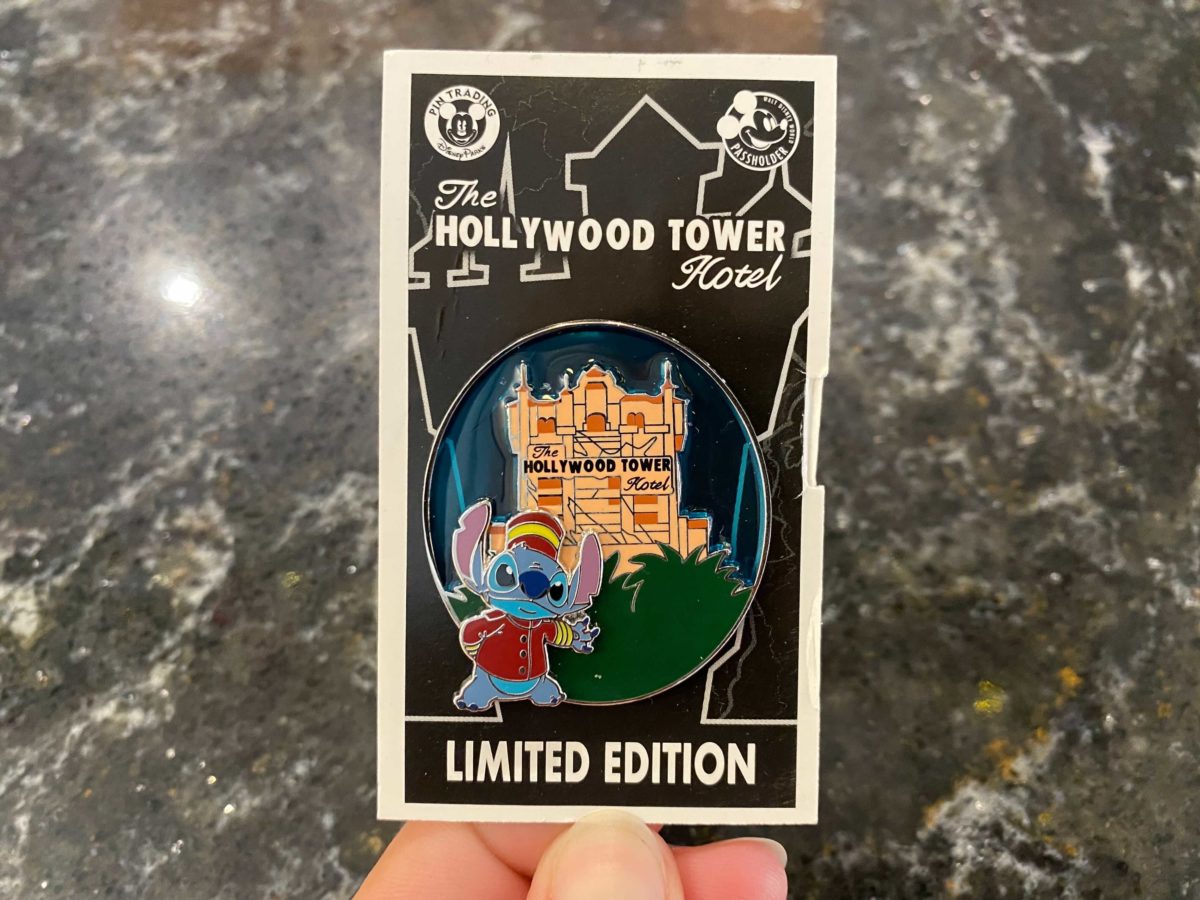 PIN TRADING
Disney Parks
WALT DISNEY WORLD
PASSHOLDER
The
HOLLYWOOD TOWER
Hotel
The
HOLLYWOOD TOWER
Hotel
LIMITED EDITION